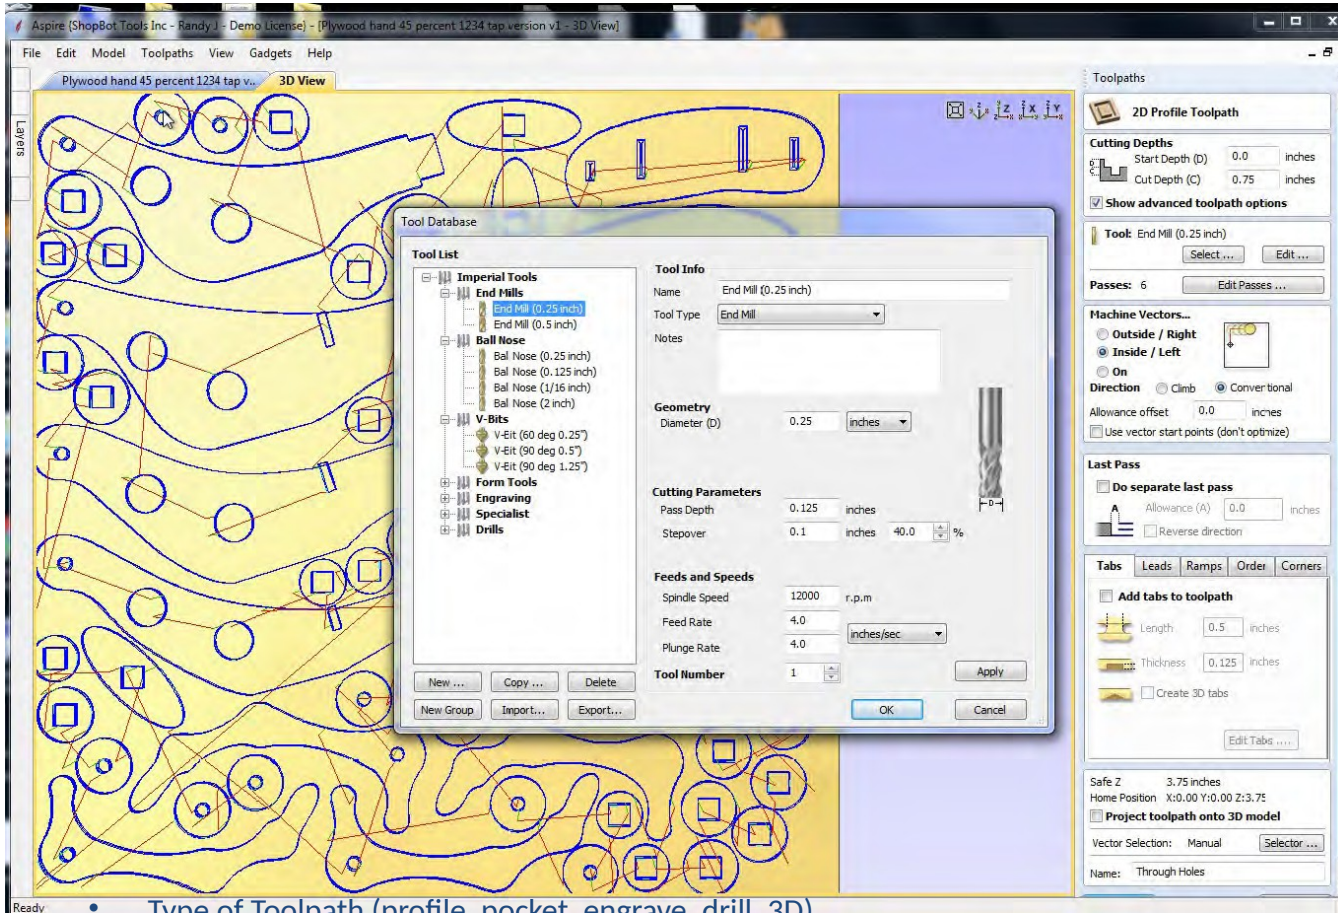 Aspire (ShopBot Tools Inc - Randy J - Demo License) - [Plywood hand 45 percent 1234 tap version v1 - 3D View]
File Edit Model Toolpaths View Gadgets Help
Plywood hand 45 percent 1234 tap v.. 3D View
Layers
Tool Database
Tool List
Imperial Tools
End Mills
End Mill (0.25 inch)
End Mill (0.5 inch)
Ball Nose
Bal Nose (0.25 inch)
Bal Nose (0.125 inch)
Bal Nose (1/16 inch)
Bal Nose (2 inch)
V-Bits
V-Bit (60 deg 0.25")
V-Bit (90 deg 0.5")
V-Bit (90 deg 1.25")
Form Tools
Engraving
Specialist
Drills
New ... Copy ... Delete
New Group Import... Export...
Tool Info
Name End Mill (0.25 inch)
Tool Type End Mill
Notes
Geometry
Diameter (D) 0.25 inches
D
Cutting Parameters
Pass Depth 0.125 inches
Stepover 0.1 inches 40.0 %
Feeds and Speeds
Spindle Speed 12000 r.p.m
Feed Rate 4.0
inches/sec
Plunge Rate 4.0
Tool Number 1
Apply
OK Cancel
Toolpaths
2D Profile Toolpath
Cutting Depths
Start Depth (D) 0.0 inches
Cut Depth (C) 0.75 inches
Show advanced toolpath options
Tool: End Mill (0.25 inch)
Select ... Edit ...
Passes: 6 Edit Passes ...
Machine Vectors...
Outside / Right
Inside / Left
On
Direction Climb Conventional
Allowance offset 0.0 inches
Use vector start points (don't optimize)
Last Pass
Do separate last pass
A Allowance (A) 0.0 inches
Reverse direction
Tabs Leads Ramps Order Corners
Add tabs to toolpath
Length 0.5 inches
Thickness 0.125 inches
Create 3D tabs
Edit Tabs ....
Safe Z 3.75 inches
Home Position X:0.00 Y:0.00 Z:3.75
Project toolpath onto 3D model
Vector Selection: Manual Selector ...
Name: Through Holes
Ready
• Type of Toolpath (profile, pocket, engrave, drill, 3D)